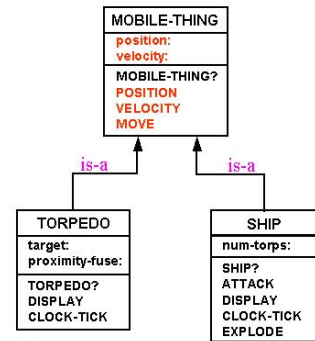 MOBILE-THING
position:
velocity:
MOBILE-THING?
POSITION
VELOCITY
MOVE
is-a
is-a
TORPEDO
target:
proximity-fuse:
TORPEDO?
DISPLAY
CLOCK-TICK
SHIP
num-torps:
SHIP?
ATTACK
DISPLAY
CLOCK-TICK
EXPLODE